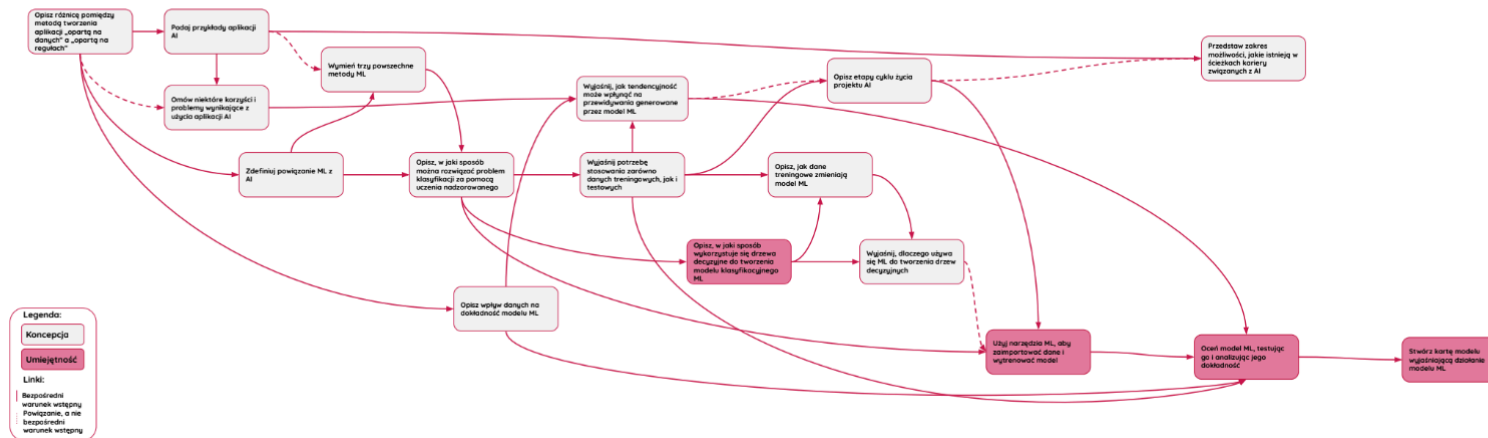 Opisz różnicę pomiędzy
metodą tworzenia
aplikacji „opartą na
danych” a „opartą na
regułach”
Podaj przykłady aplikacji
AI
Wymień trzy powszechne
metody ML
Omów niektóre korzyści i
problemy wynikające z
użycia aplikacji AI
Wyjaśnij, jak tendencyjność
może wpłynąć na
przewidywania generowane
przez model ML
Opisz etapy cyklu życia
projektu AI
Przedstaw zakres
możliwości, jakie istnieją w
ścieżkach kariery
związanych z AI
Zdefiniuj powiązanie ML z
AI
Opisz, w jaki sposób
można rozwiązać problem
klasyfikacji za pomocą
uczenia nadzorowanego
Wyjaśnij potrzebę
stosowania zarówno
danych treningowych, jak i
testowych
Opisz, jak dane
treningowe zmieniają
model ML
Opisz, w jaki sposób
wykorzystuje się drzewa
decyzyjne do tworzenia
modelu klasyfikacyjnego
ML
Wyjaśnij, dlaczego używa
się ML do tworzenia drzew
decyzyjnych
Opisz wpływ danych na
dokładność modelu ML
Użyj narzędzia ML, aby
zaimportować dane i
wytrenować model
Oceń model ML, testując
go i analizując jego
dokładność
Stwórz kartę modelu
wyjaśniającą działanie
modelu ML
Legenda:
Koncepcja
Umiejętność
Linki:
Bezpośredni
warunek wstępny
Powiązanie, a nie
bezpośredni
warunek wstępny